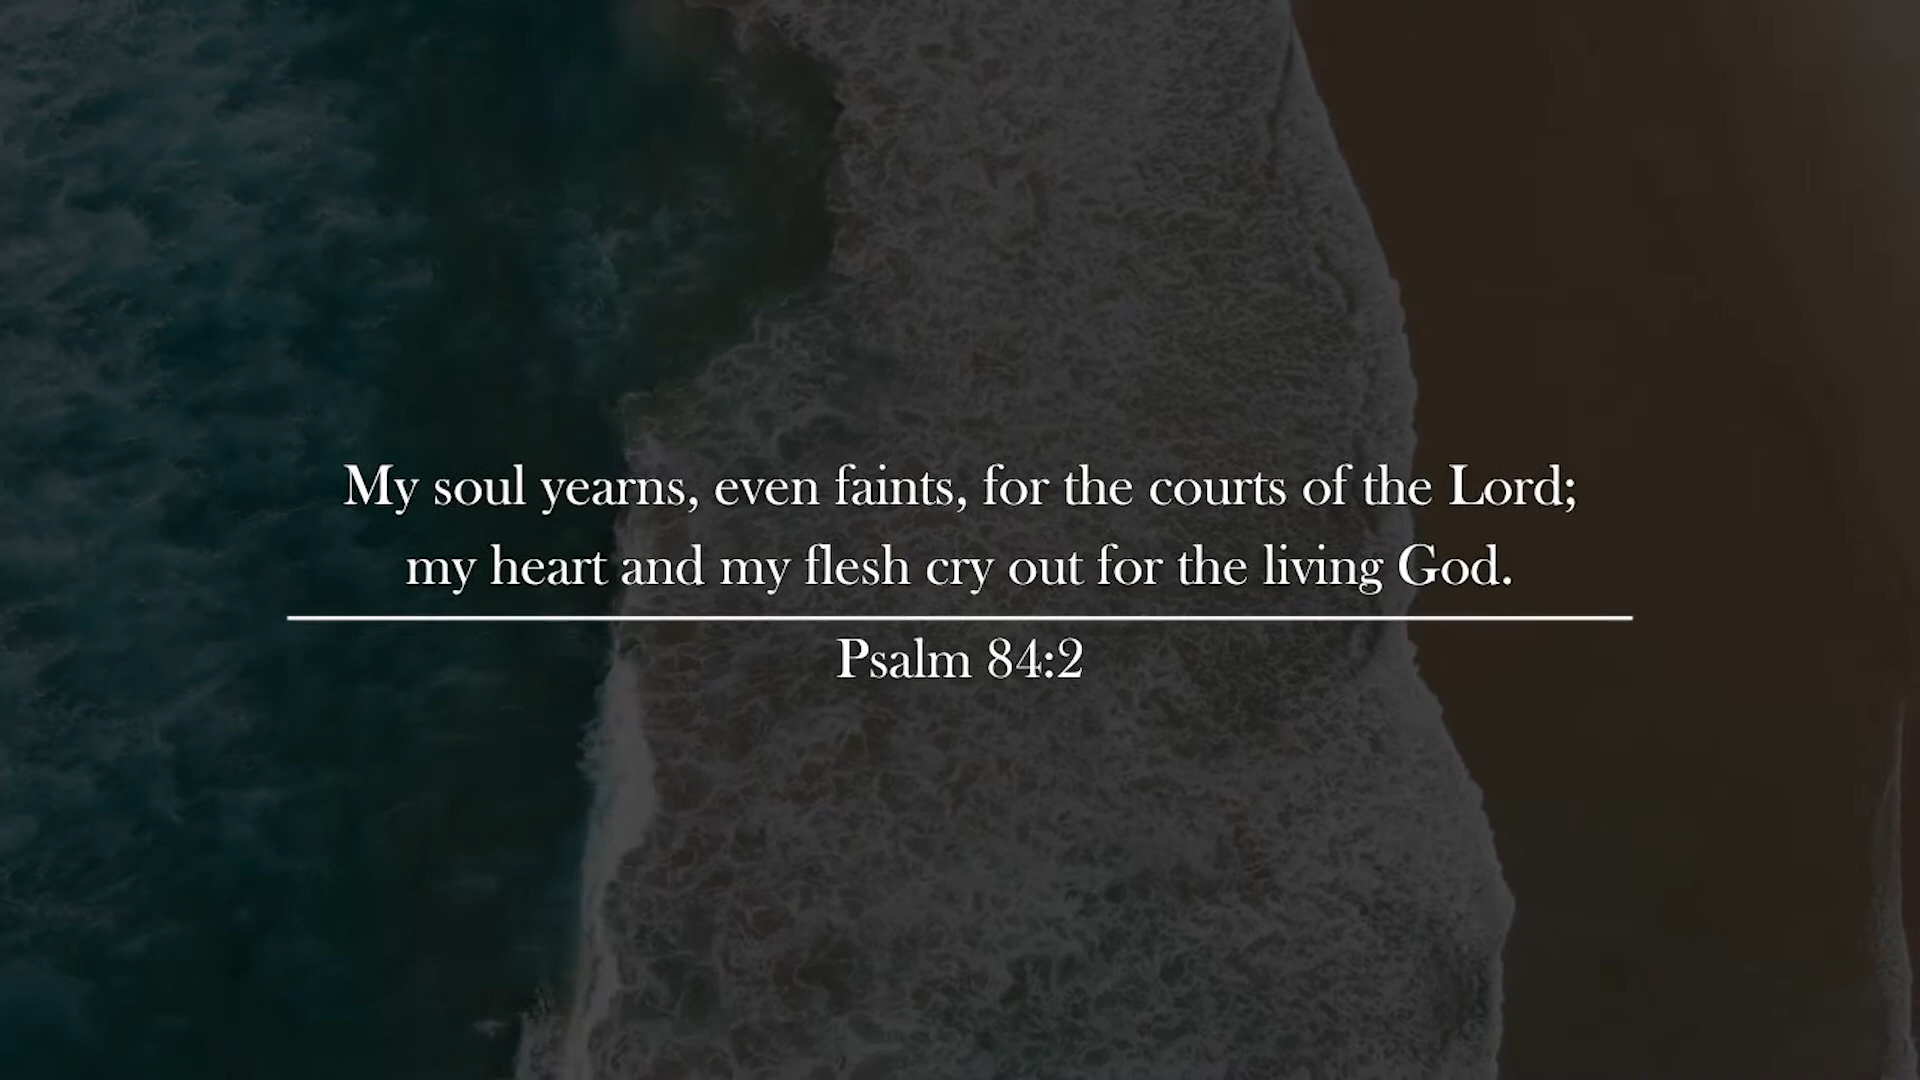 My soul yearns, even faints, for the courts of the Lord;
my heart and my flesh cry out for the living God.
Psalm 84:2